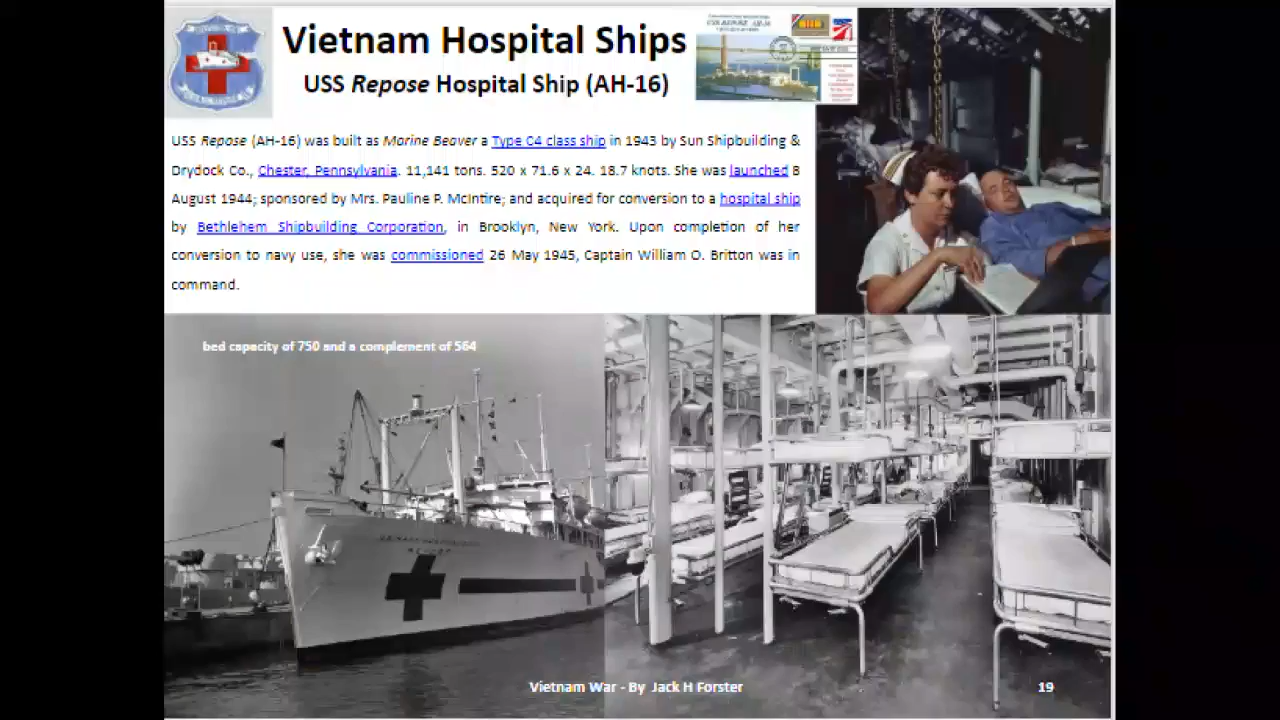 Vietnam Hospital Ships
USS Repose Hospital Ship (AH-16)
USS Repose (AH-16) was built as Marine Beaver a Type C4 class ship in 1943 by Sun Shipbuilding &
Drydock Co., Chester, Pennsylvania. 11,141 tons. 520 x 71.6 x 24. 18.7 knots. She was launched 8
August 1944; sponsored by Mrs. Pauline P. McIntire; and acquired for conversion to a hospital ship
by Bethlehem Shipbuilding Corporation, in Brooklyn, New York. Upon completion of her
conversion to navy use, she was commissioned 26 May 1945, Captain William O. Britton was in
command.
bed capacity of 750 and a complement of 564
Vietnam War - By Jack H Forster
19